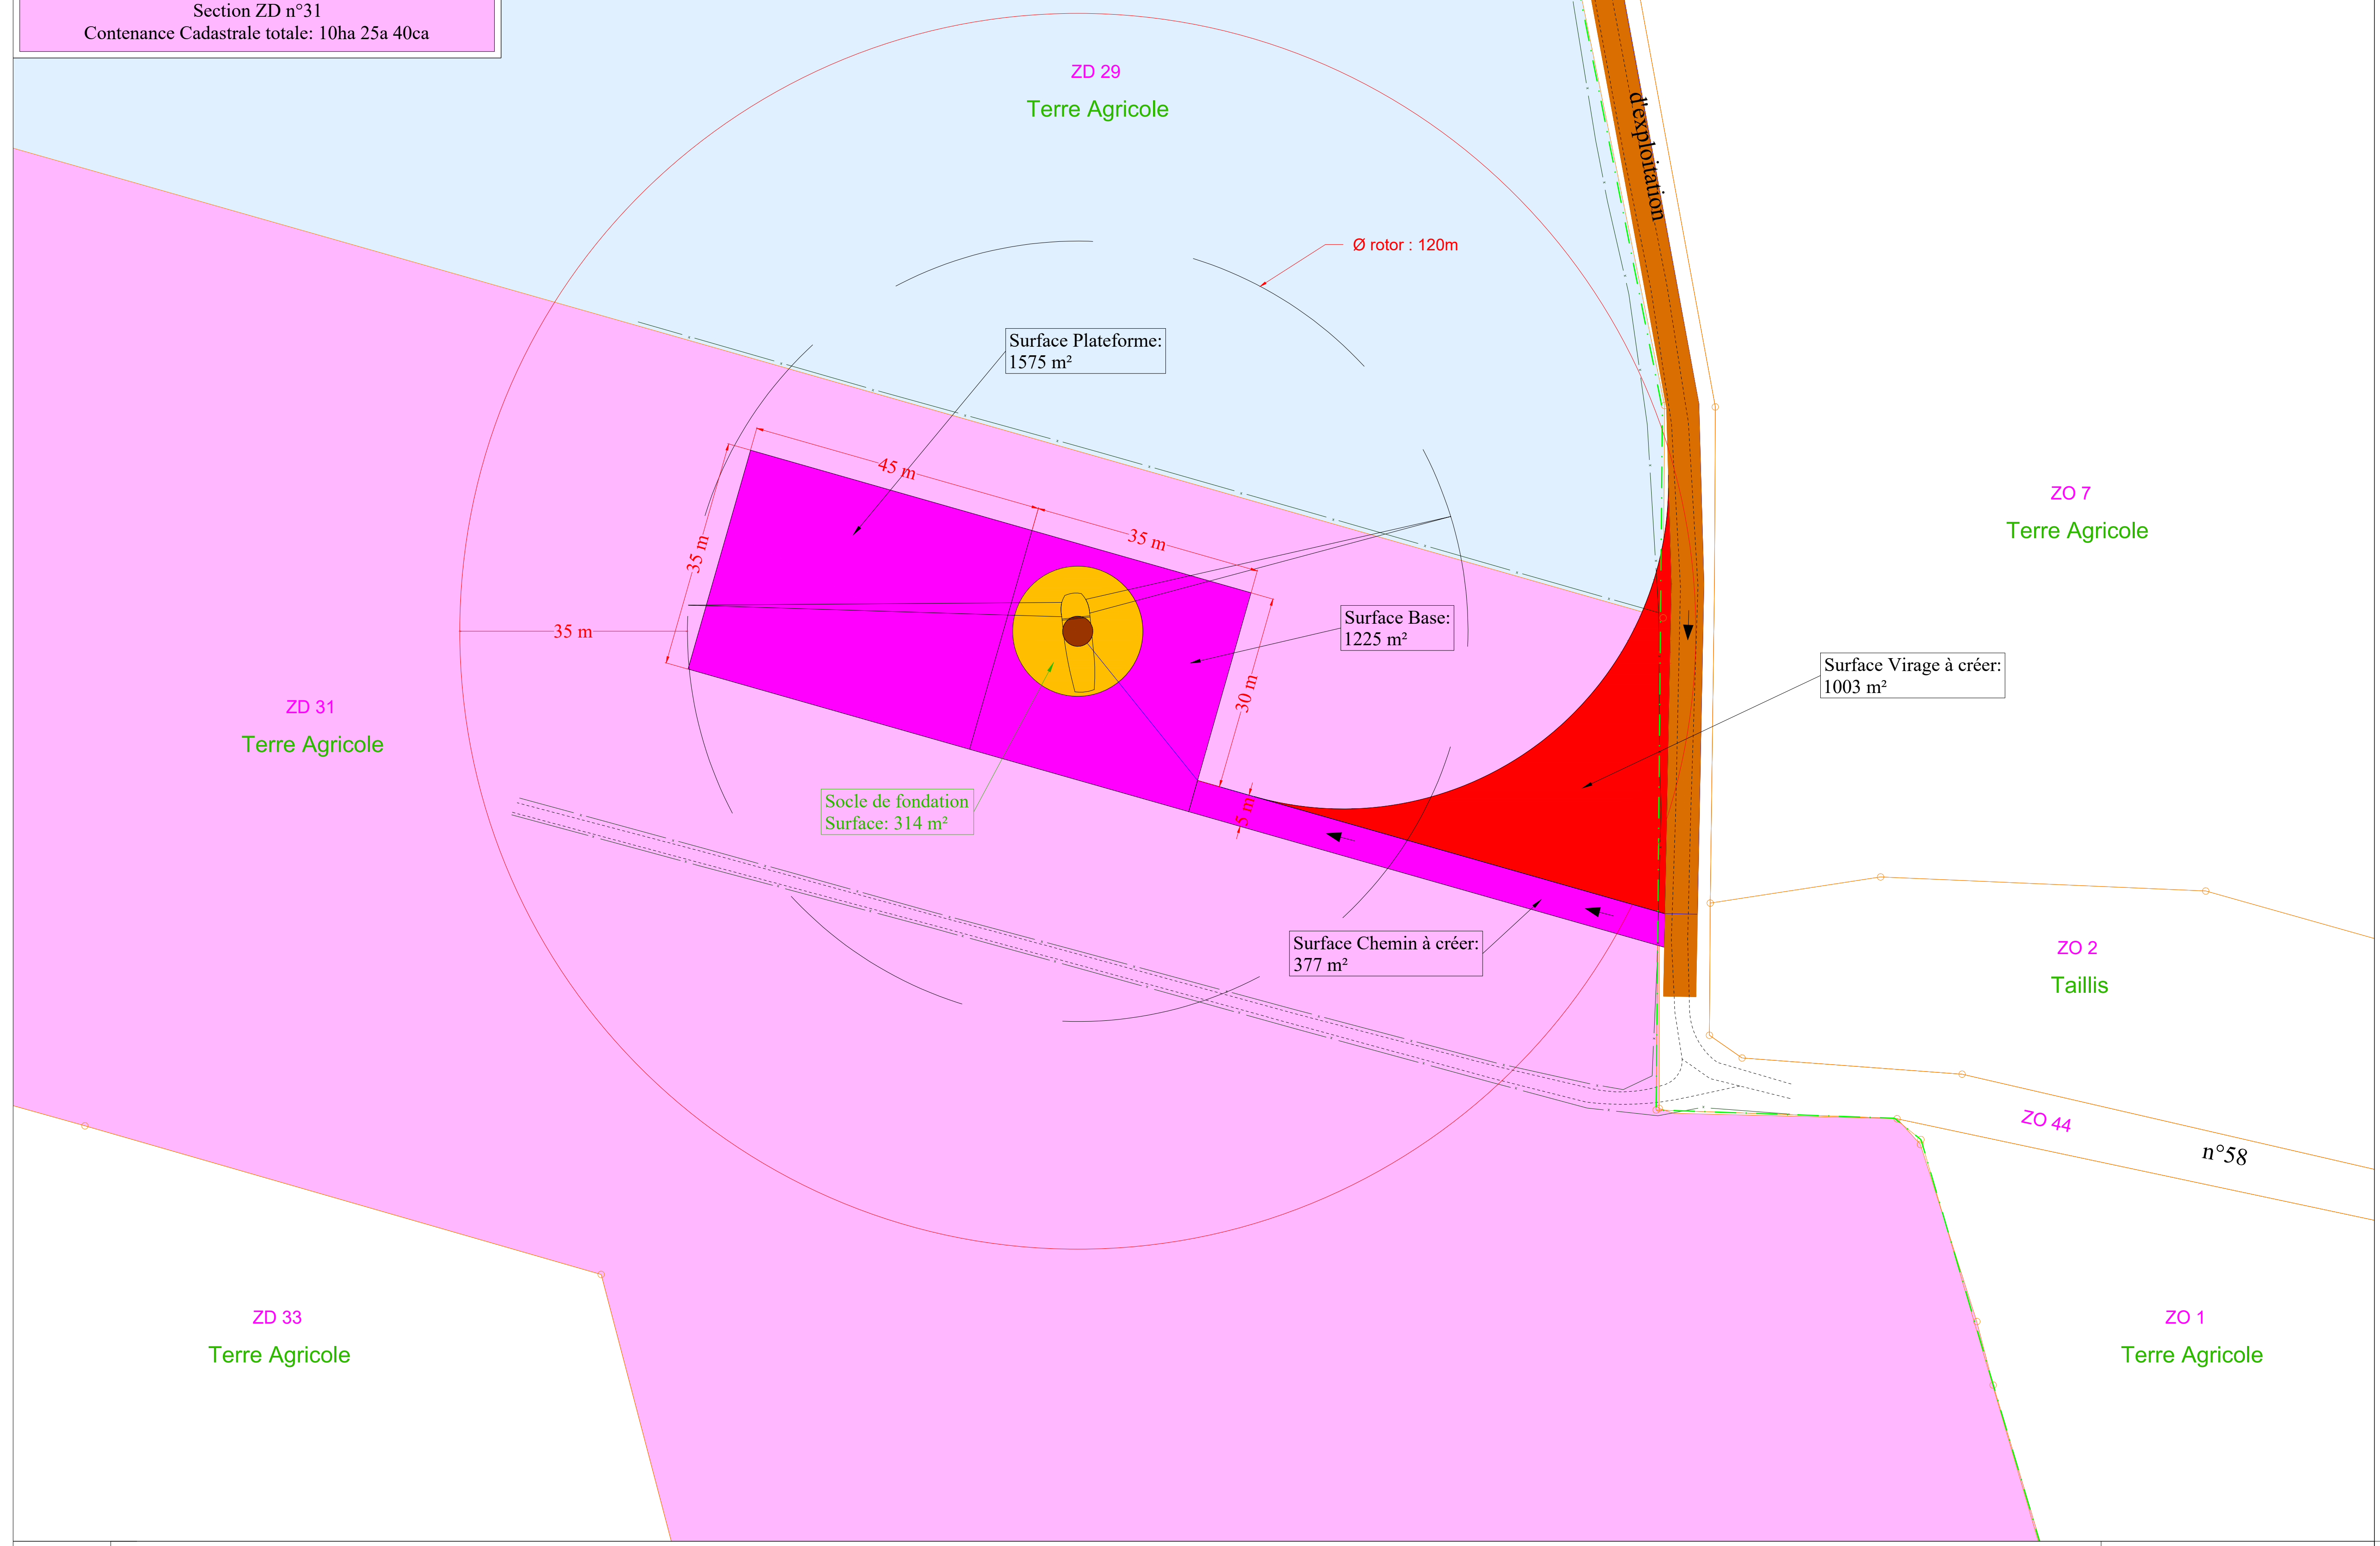 Section ZD n°31
Contenance Cadastrale totale: 10ha 25a 40ca
ZD 29
Terre Agricole
d'exploitation
Ø rotor : 120m
Surface Plateforme:
1575 m²
45 m
35 m
35 m
ZO 7
Terre Agricole
35 m
Surface Base:
1225 m²
30 m
Surface Virage à créer:
1003 m²
ZD 31
Terre Agricole
Socle de fondation
Surface: 314 m²
5 m
Surface Chemin à créer:
377 m²
ZO 2
Taillis
ZO 44
n°58
ZD 33
Terre Agricole
ZO 1
Terre Agricole